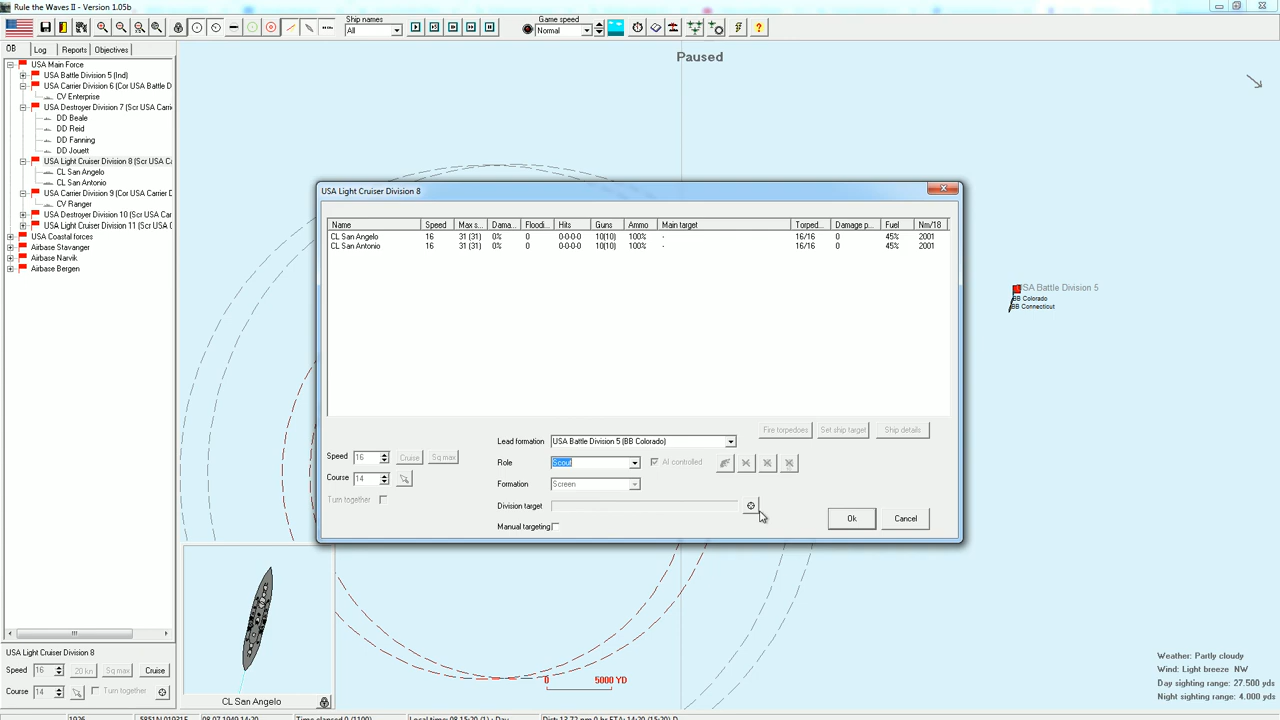 Rule the Waves II - Version 1.05b
Ship names
All
Game speed
Normal
OB Log Reports Objectives
Paused
USA Main Force
USA Battle Division 5 (Ind)
USA Carrier Division 6 (Cor USA Battle D
CV Enterprise
USA Destroyer Division 7 (Scr USA Carri
DD Beale
DD Reid
DD Fanning
DD Jouett
USA Light Cruiser Division 8 (Scr USA Ca
CL San Angelo
CL San Antonio
USA Carrier Division 9 (Cor USA Carrier D
CV Ranger
USA Destroyer Division 10 (Scr USA Car
USA Light Cruiser Division 11 (Scr USA C
USA Coastal forces
Airbase Stavanger
Airbase Narvik
Airbase Bergen
USA Light Cruiser Division 8
Name Speed Max s... Dama... Floodi... Hits Guns Ammo Main target Torped... Damage p... Fuel Nm/18
CL San Angelo 16 31 (31) 0% 0 0-0-0-0 10(10) 100% - 16/16 0 45% 2001
CL San Antonio 16 31 (31) 0% 0 0-0-0-0 10(10) 100% - 16/16 0 45% 2001
Fire torpedoes Set ship target Ship details
Lead formation USA Battle Division 5 (BB Colorado)
Speed 16 Cruise Sq max
Role Scout AI controlled
Course 14
Formation Screen
Turn together
Division target
Manual targeting
Ok Cancel
USA Battle Division 5
BB Colorado
BB Connecticut
5000 YD
0
CL San Angelo
USA Light Cruiser Division 8
Speed 16 20 kn Sq max Cruise
Course 14 Turn together
Weather: Partly cloudy
Wind: Light breeze NW
Day sighting range: 27.500 yds
Night sighting range: 4.000 yds